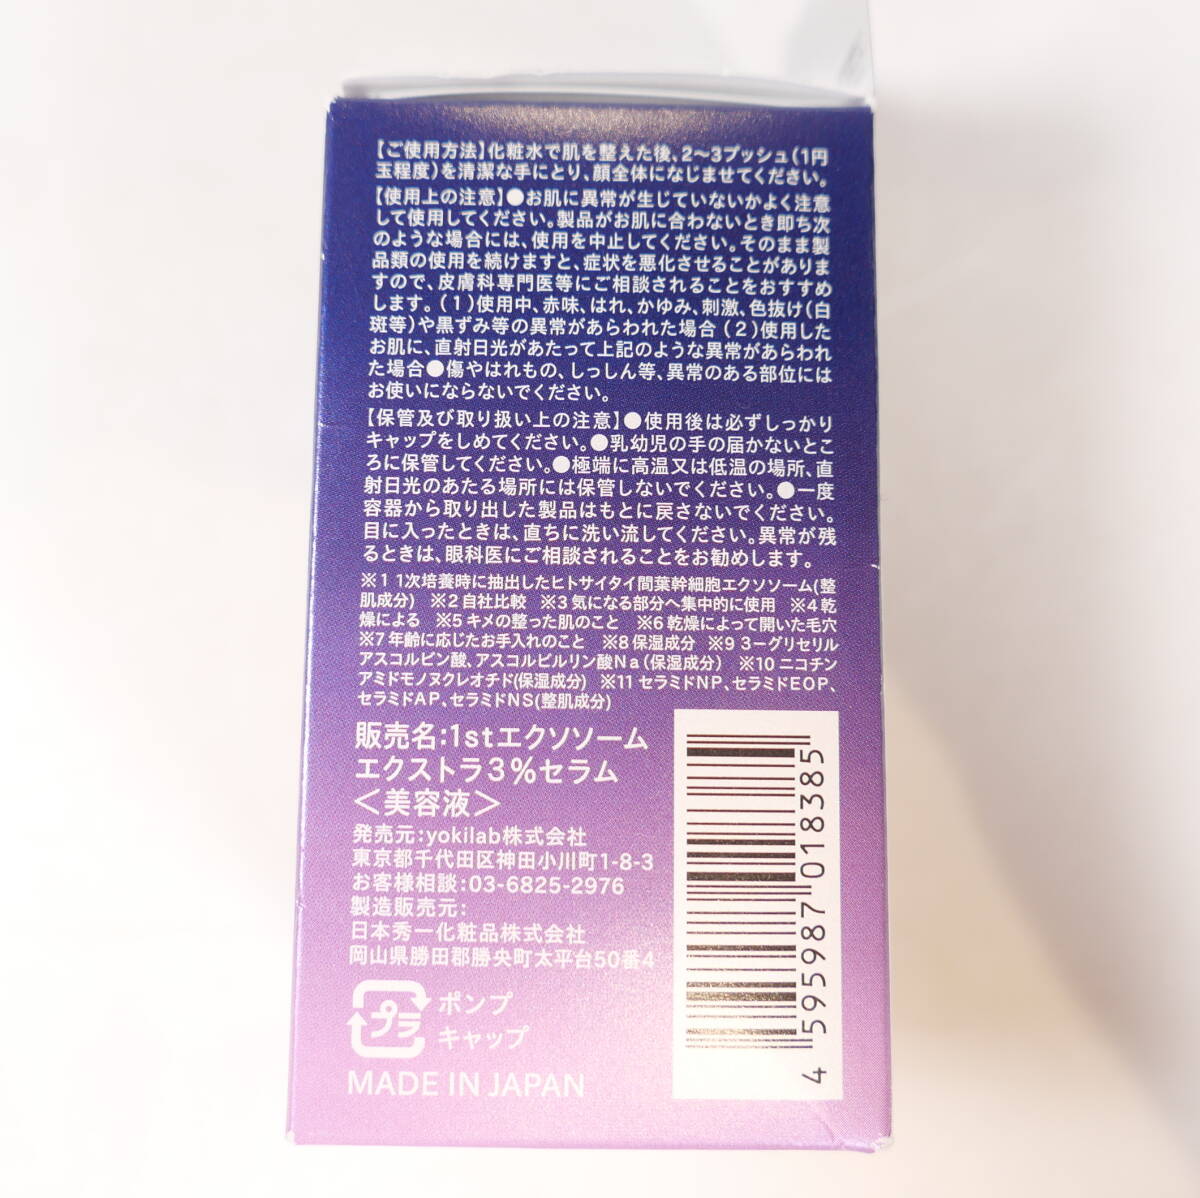 【ご使用方法】化粧水で肌を整えた後、2〜3プッシュ(1円
玉程度)を清潔な手にとり、顔全体になじませてください。
【使用上の注意】●お肌に異常が生じていないかよく注意
して使用してください。製品がお肌に合わないとき即ち次
のような場合には、使用を中止してください。そのまま製
品類の使用を続けますと、症状を悪化させることがありま
すので、皮膚科専門医等にご相談されることをおすすめ
します。(1)使用中、赤味、はれ、かゆみ、刺激、色抜け(白
斑等)や黒ずみ等の異常があらわれた場合(2)使用した
お肌に、直射日光があたって上記のような異常があらわれ
た場合●傷やはれもの、しっしん等、異常のある部位には
お使いにならないでください。
【保管及び取り扱い上の注意】●使用後は必ずしっかり
キャップをしめてください。●乳幼児の手の届かないとこ
ろに保管してください。●極端に高温又は低温の場所、直
射日光のあたる場所には保管しないでください。●一度
容器から取り出した製品はもとに戻さないでください。
目に入ったときは、直ちに洗い流してください。異常が残
るときは、眼科医にご相談されることをお勧めします。
※1 1次培養時に抽出したヒトサイタイ間葉幹細胞エクソソーム(整
肌成分) ※2 自社比較 ※3 気になる部分へ集中的に使用 ※4 乾
燥による ※5 キメの整った肌のこと ※6 乾燥によって開いた毛穴
※7 年齢に応じたお手入れのこと ※8 保湿成分 ※9 3ーグリセリル
アスコルビン酸、アスコルビルリン酸Na(保湿成分) ※10 ニコチン
アミドモノヌクレオチド(保湿成分) ※11 セラミドNP、セラミドEOP、
セラミドAP、セラミドNS(整肌成分)
販売名:1stエクソソーム
エクストラ3%セラム
<美容液>
発売元:yokilab株式会社
東京都千代田区神田小川町1-8-3
お客様相談:03-6825-2976
製造販売元:
日本秀一化粧品株式会社
岡山県勝田郡勝央町太平台50番4
プラ
ポンプ
キャップ
MADE IN JAPAN
4 595987 018385